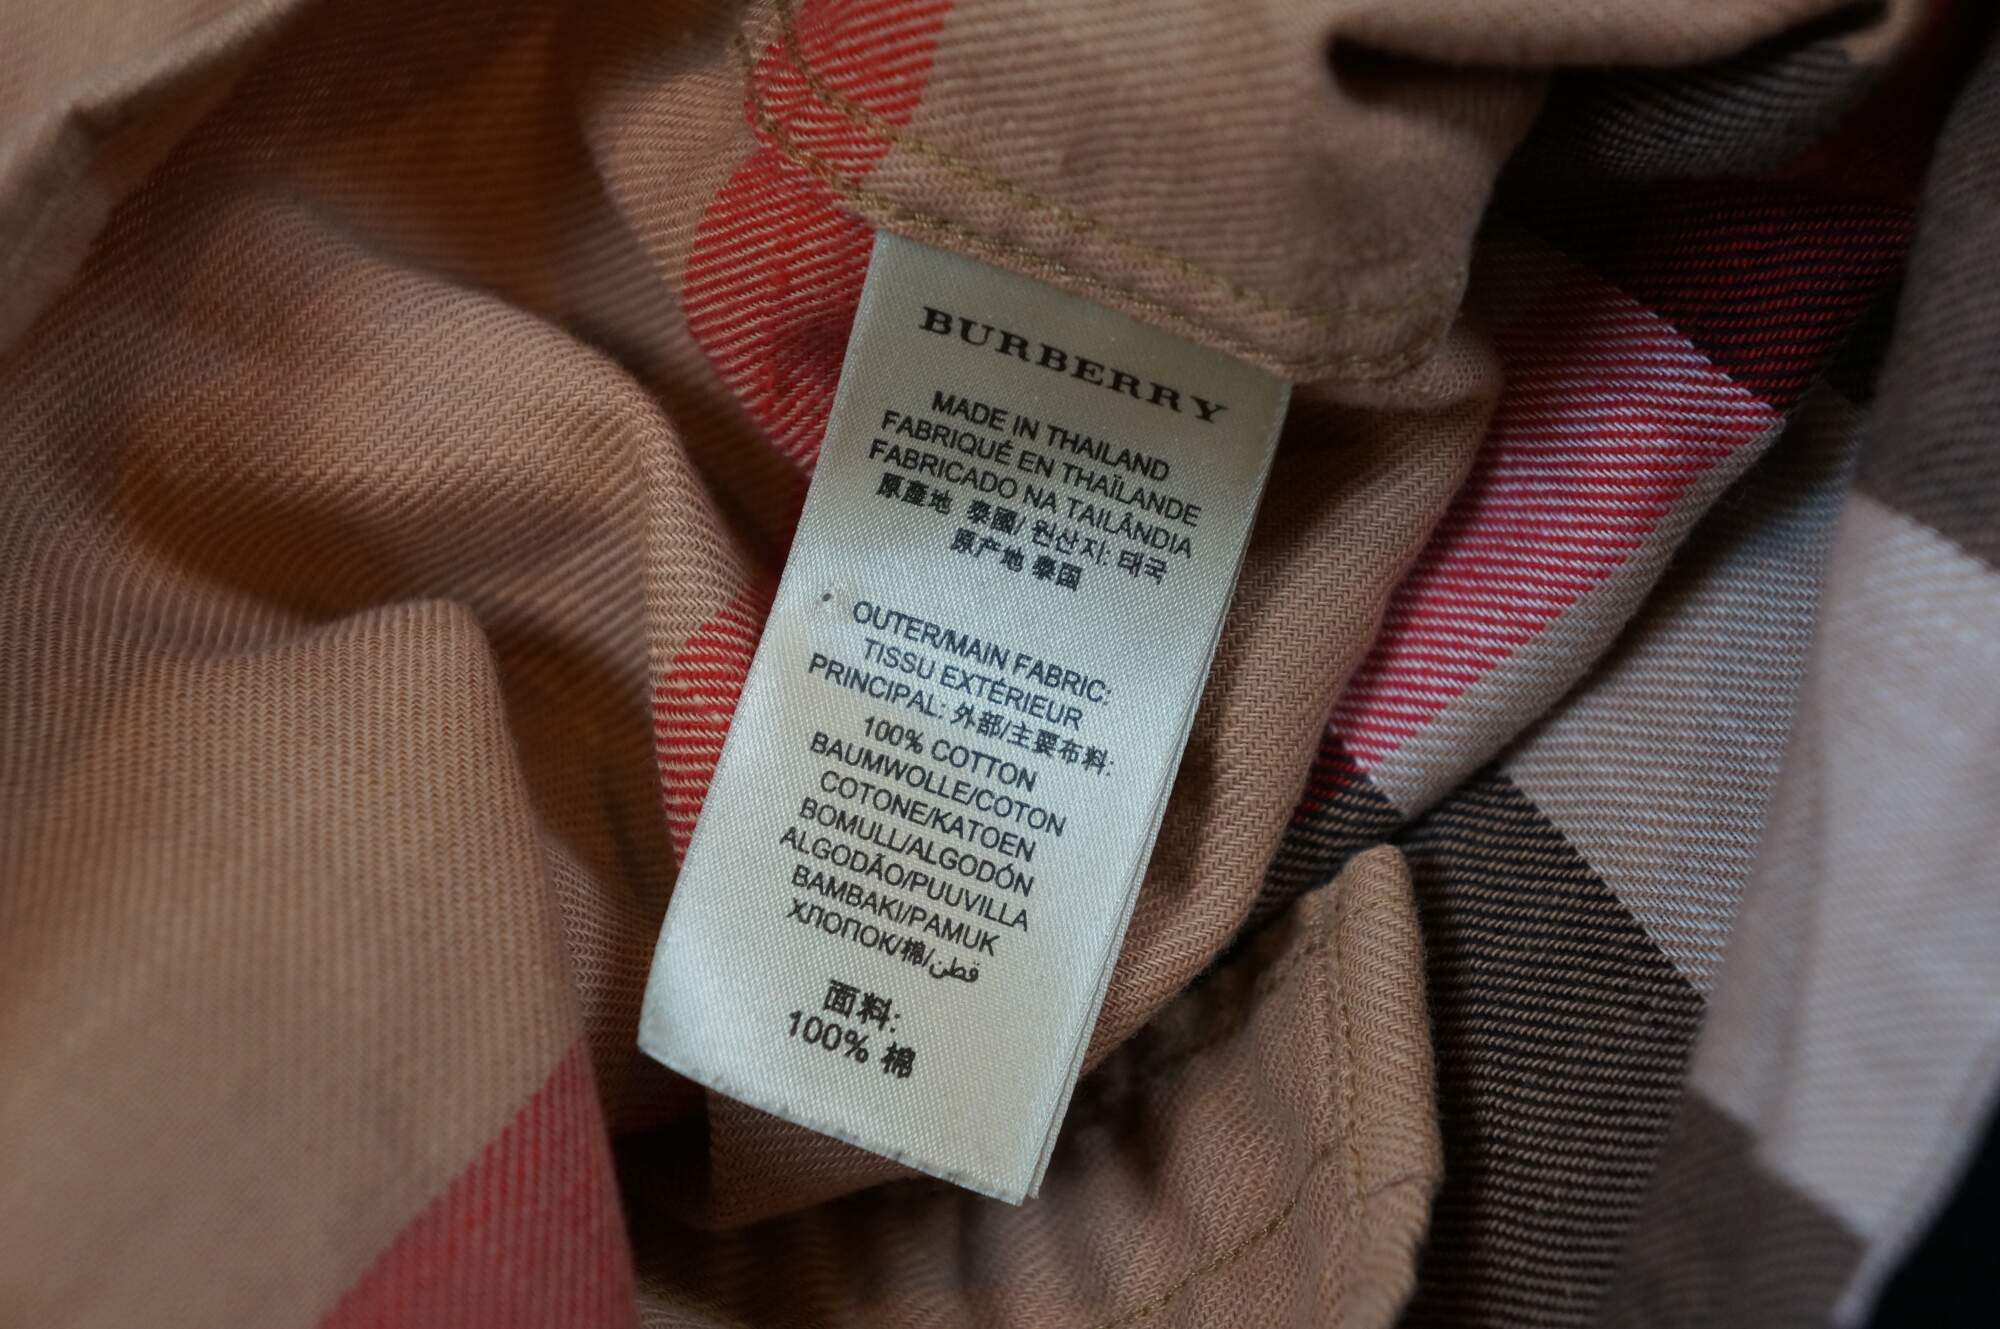 BURBERRY
MADE IN THAILAND
FABRIQUÉ EN THAÏLANDE
FABRICADO NA TAILÂNDIA
原產地 泰國/ 원산지: 태국
原产地 泰国
OUTER/MAIN FABRIC:
TISSU EXTÉRIEUR
PRINCIPAL: 外部/主要布料:
100% COTTON
BAUMWOLLE/COTON
COTONE/KATOEN
BOMULL/ALGODÓN
ALGODÃO/PUUVILLA
BAMBAKI/PAMUK
ХЛОПОК/棉/قطن
面料:
100% 棉